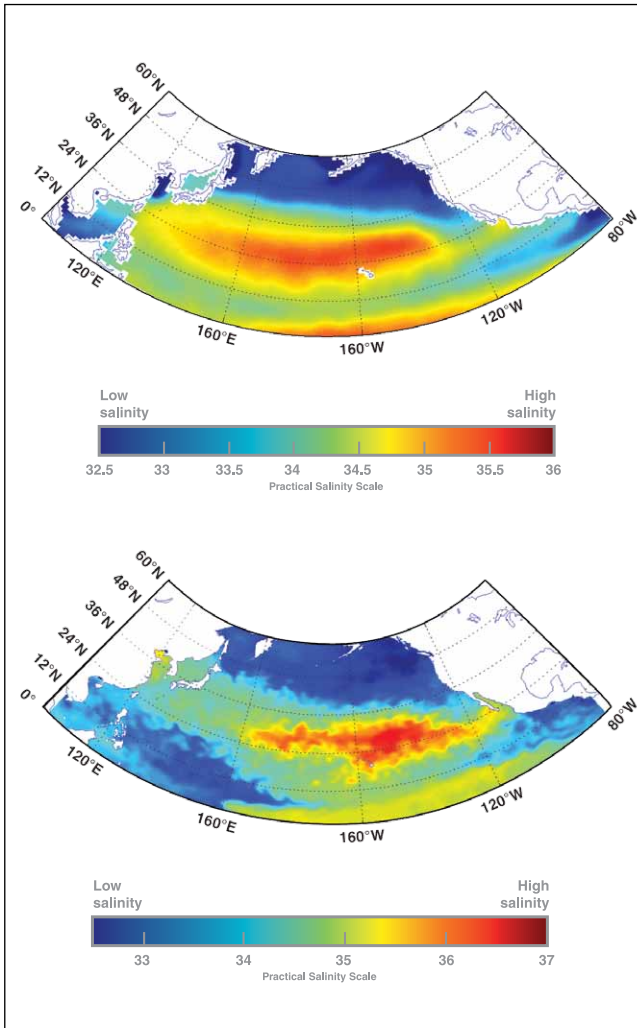 60°N
48°N
36°N
24°N
12°N
0°
120°E
160°E
160°W
120°W
80°W
Low
salinity
High
salinity
32.5 33 33.5 34 34.5 35 35.5 36
Practical Salinity Scale
60°N
48°N
36°N
24°N
12°N
0°
120°E
160°E
160°W
120°W
80°W
Low
salinity
High
salinity
33 34 35 36 37
Practical Salinity Scale